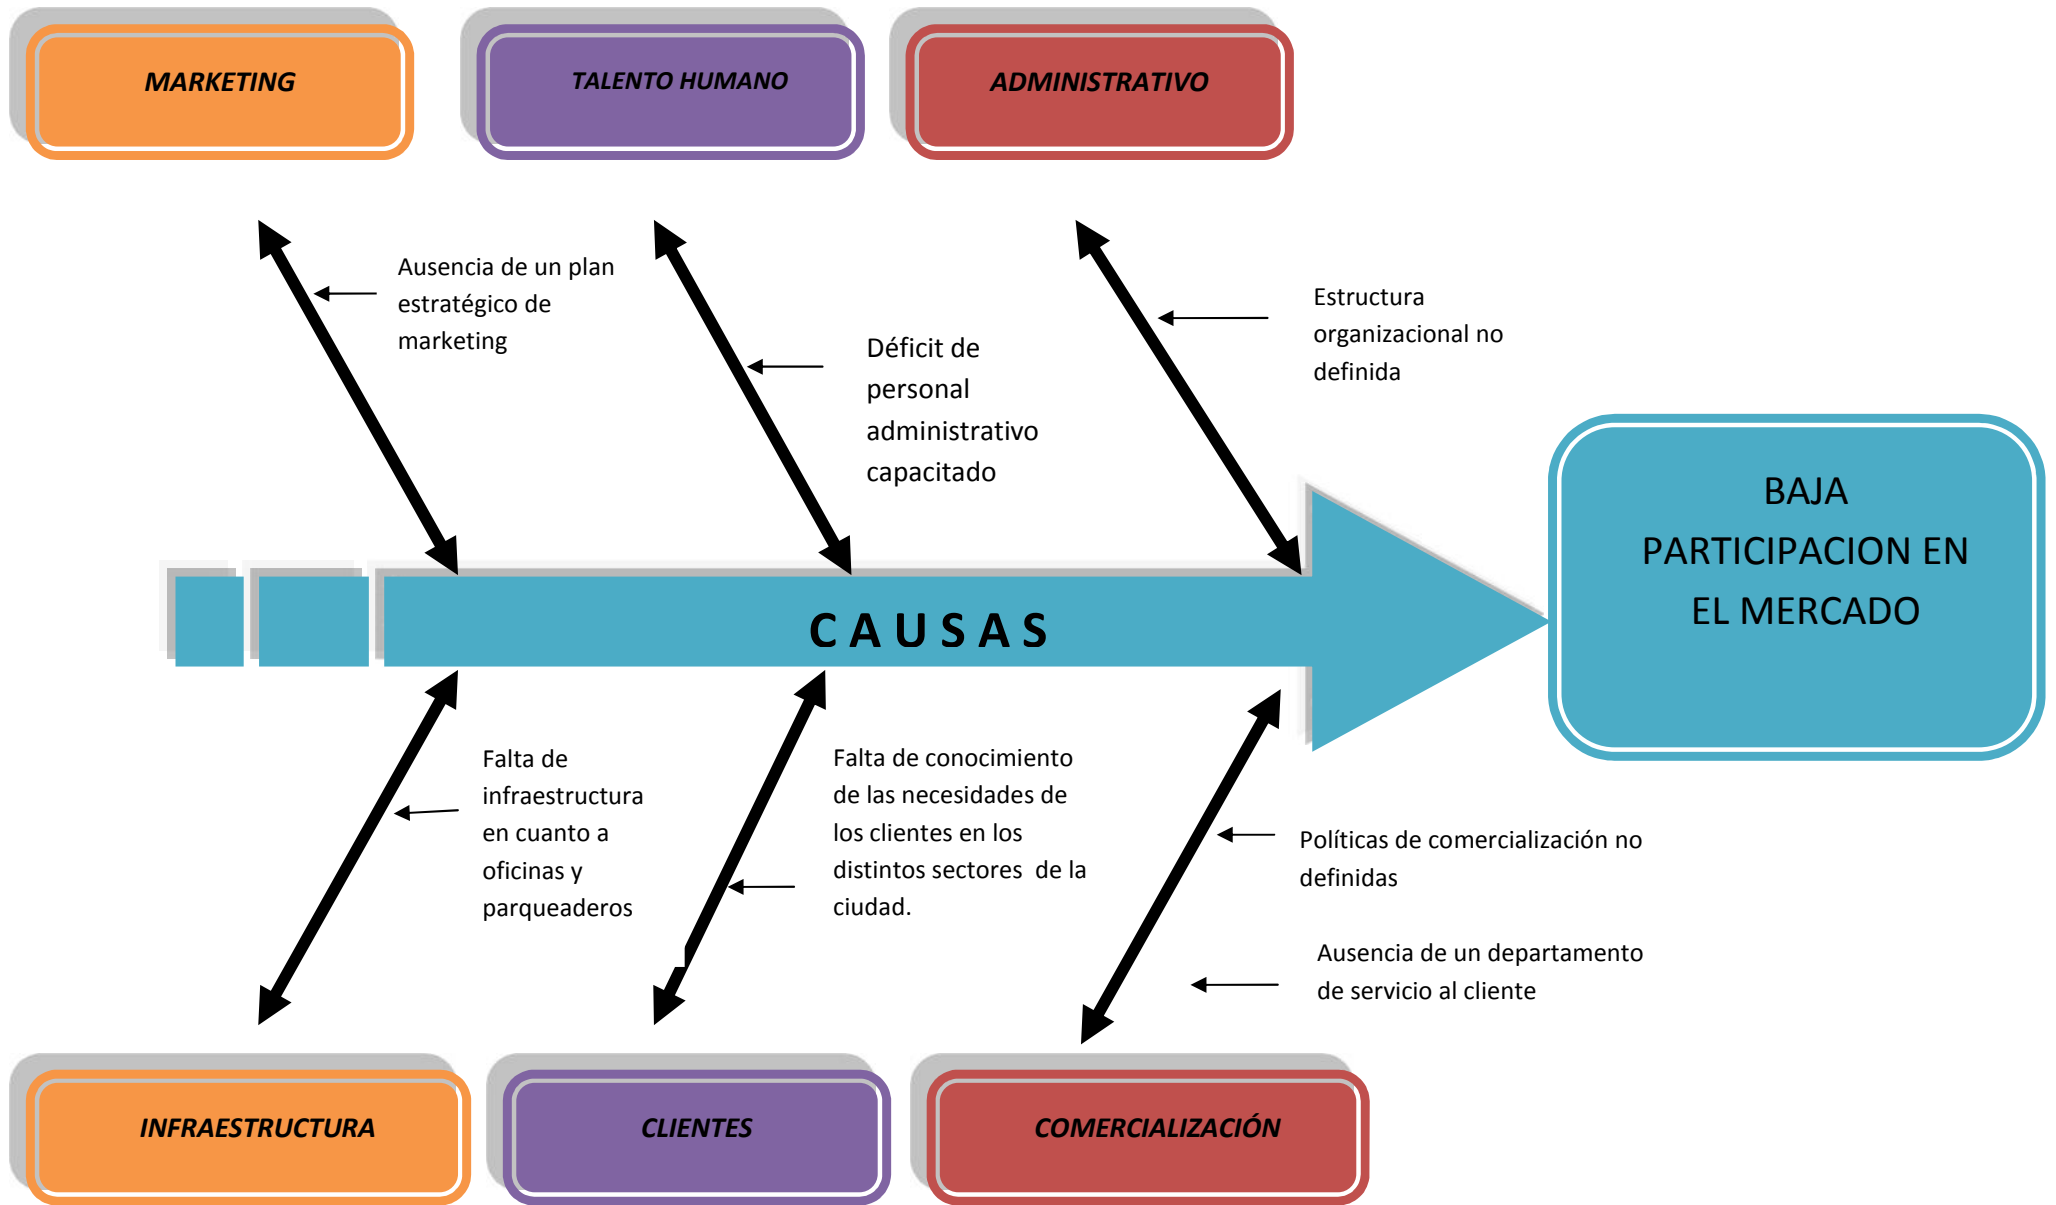 MARKETING
TALENTO HUMANO
ADMINISTRATIVO
Ausencia de un plan
estratégico de
marketing
Déficit de
personal
administrativo
capacitado
Estructura
organizacional no
definida
BAJA
PARTICIPACION EN
EL MERCADO
CAUSAS
Falta de
infraestructura
en cuanto a
oficinas y
parqueaderos
Falta de conocimiento
de las necesidades de
los clientes en los
distintos sectores de la
ciudad.
Políticas de comercialización no
definidas
Ausencia de un departamento
de servicio al cliente
INFRAESTRUCTURA
CLIENTES
COMERCIALIZACIÓN